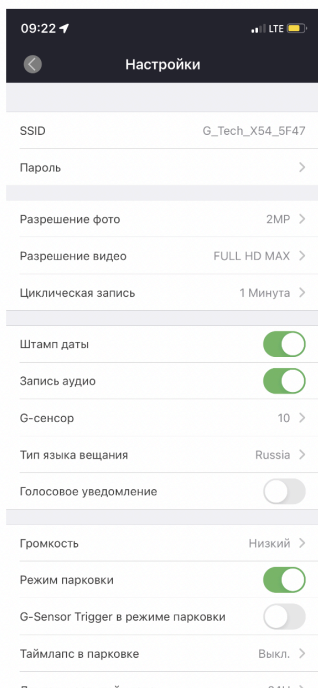 09:22 LTE
Настройки
SSID G_Tech_X54_5F47
Пароль
Разрешение фото 2MP
Разрешение видео FULL HD MAX
Циклическая запись 1 Минута
Штамп даты
Запись аудио
G-сенсор 10
Тип языка вещания Russia
Голосовое уведомление
Громкость Низкий
Режим парковки
G-Sensor Trigger в режиме парковки
Таймлапс в парковке Выкл.